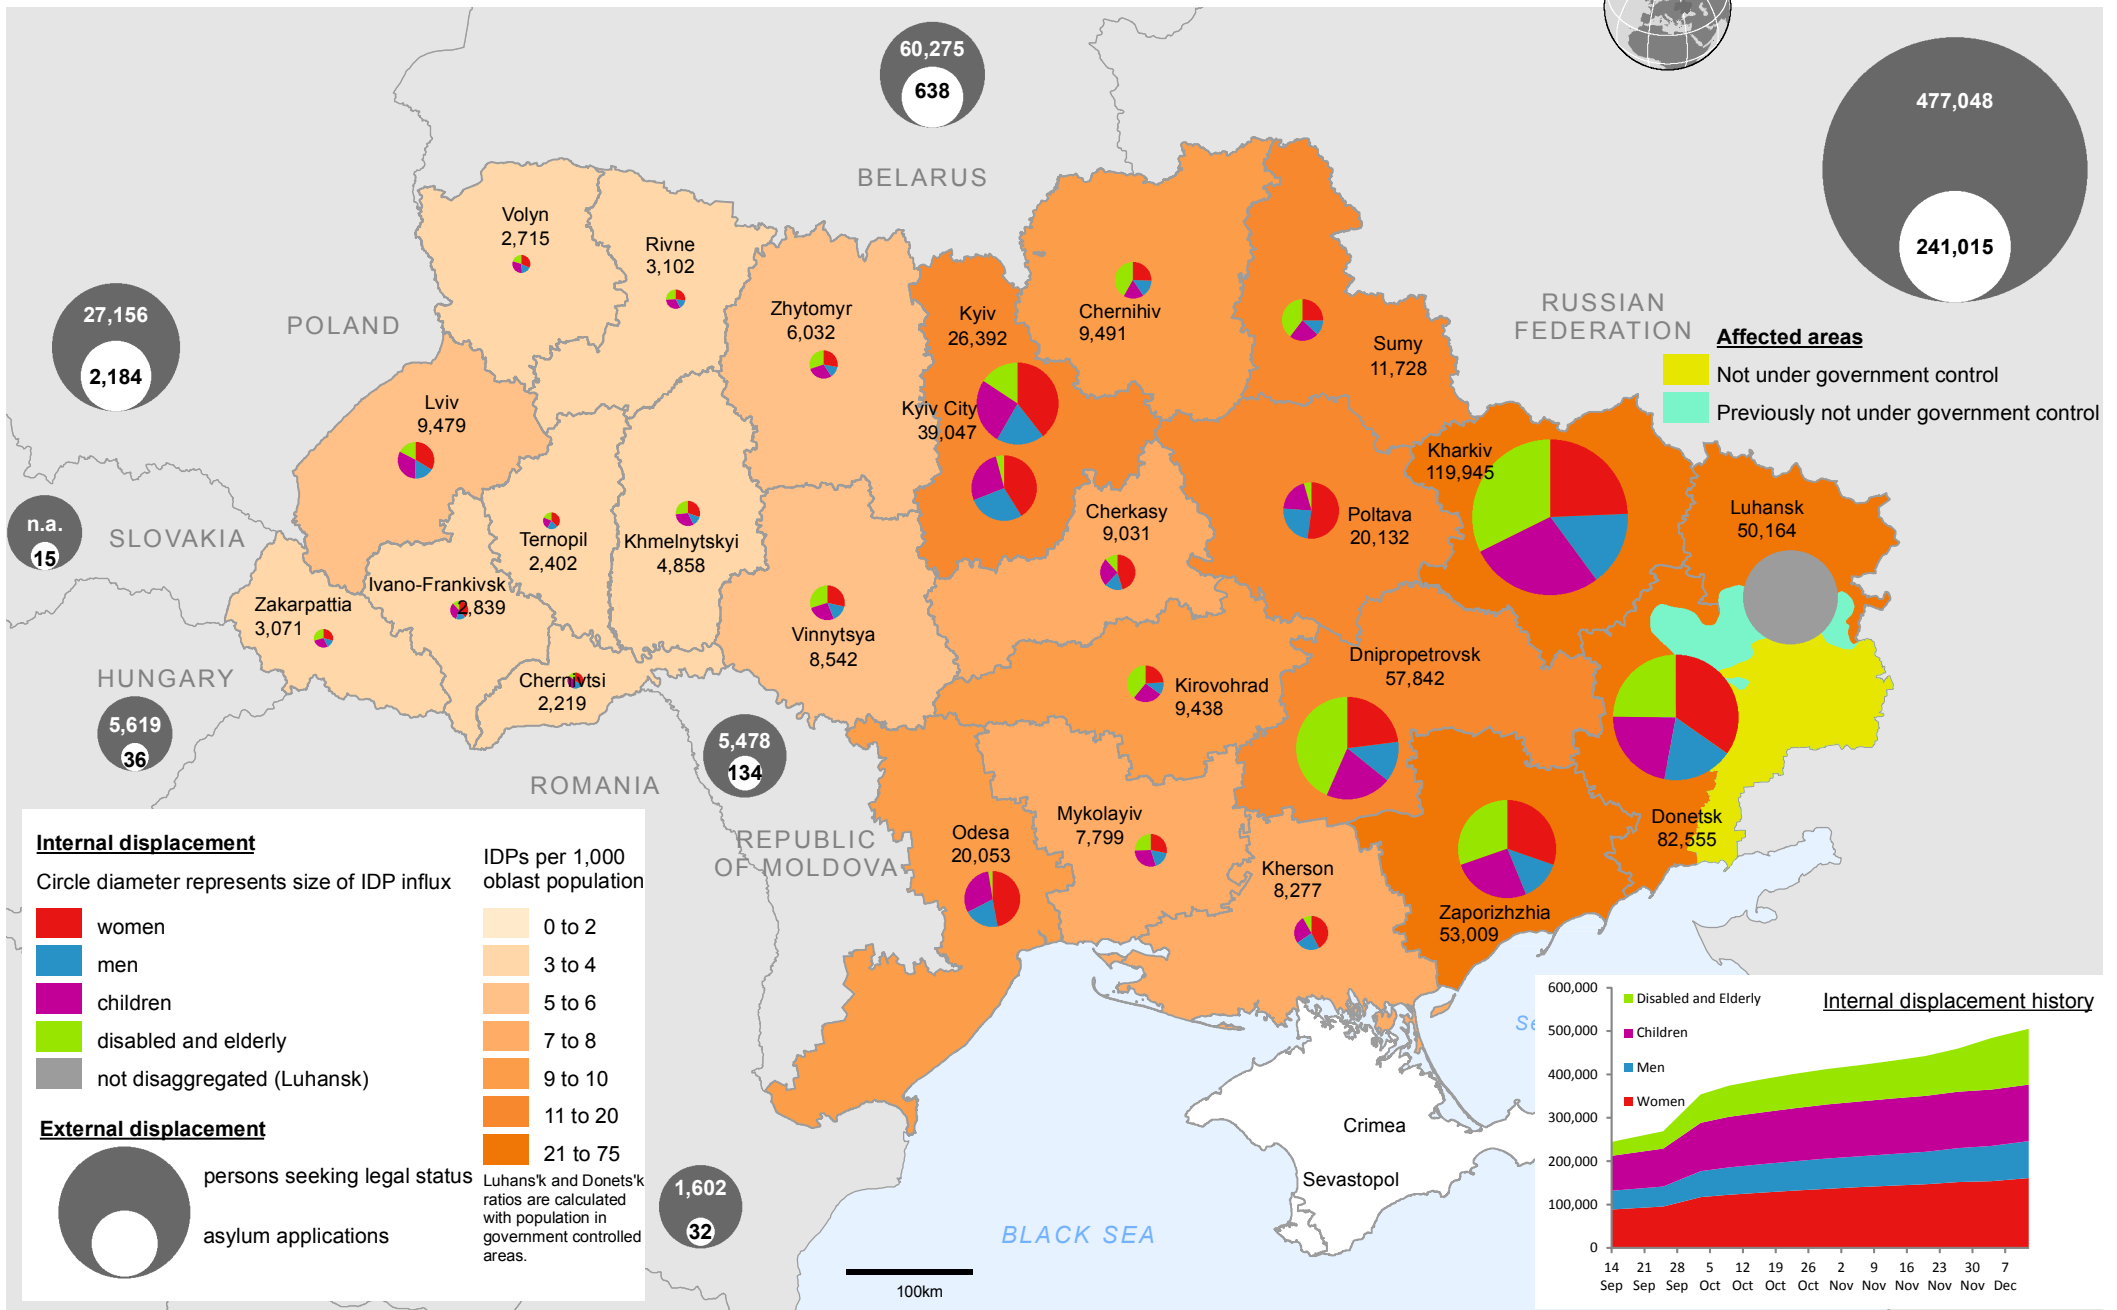 60,275
638
477,048
241,015
BELARUS
Volyn
2,715
Rivne
3,102
Zhytomyr
6,032
Kyiv
26,392
Chernihiv
9,491
Sumy
11,728
RUSSIAN
FEDERATION
Affected areas
Not under government control
Previously not under government control
27,156
2,184
POLAND
Lviv
9,479
Kyiv City
39,047
Kharkiv
119,945
Luhansk
50,164
n.a.
15
SLOVAKIA
Ternopil
2,402
Khmelnytskyi
4,858
Cherkasy
9,031
Poltava
20,132
Ivano-Frankivsk
2,839
Zakarpattia
3,071
Vinnytsya
8,542
Dnipropetrovsk
57,842
HUNGARY
5,619
36
Chernivtsi
2,219
Kirovohrad
9,438
5,478
134
ROMANIA
REPUBLIC
OF MOLDOVA
Odesa
20,053
Mykolayiv
7,799
Kherson
8,277
Donetsk
82,555
Zaporizhzhia
53,009
Internal displacement
Circle diameter represents size of IDP influx
women
men
children
disabled and elderly
not disaggregated (Luhansk)
External displacement
persons seeking legal status
asylum applications
IDPs per 1,000
oblast population
0 to 2
3 to 4
5 to 6
7 to 8
9 to 10
11 to 20
21 to 75
Luhans'k and Donets'k
ratios are calculated
with population in
government controlled
areas.
1,602
32
BLACK SEA
100km
Crimea
Sevastopol
Se
Internal displacement history
Disabled and Elderly
Children
Men
Women
600,000
500,000
400,000
300,000
200,000
100,000
0
14 21 28 5 12 19 26 2 9 16 23 30 7
Sep Sep Sep Oct Oct Oct Oct Nov Nov Nov Nov Nov Dec